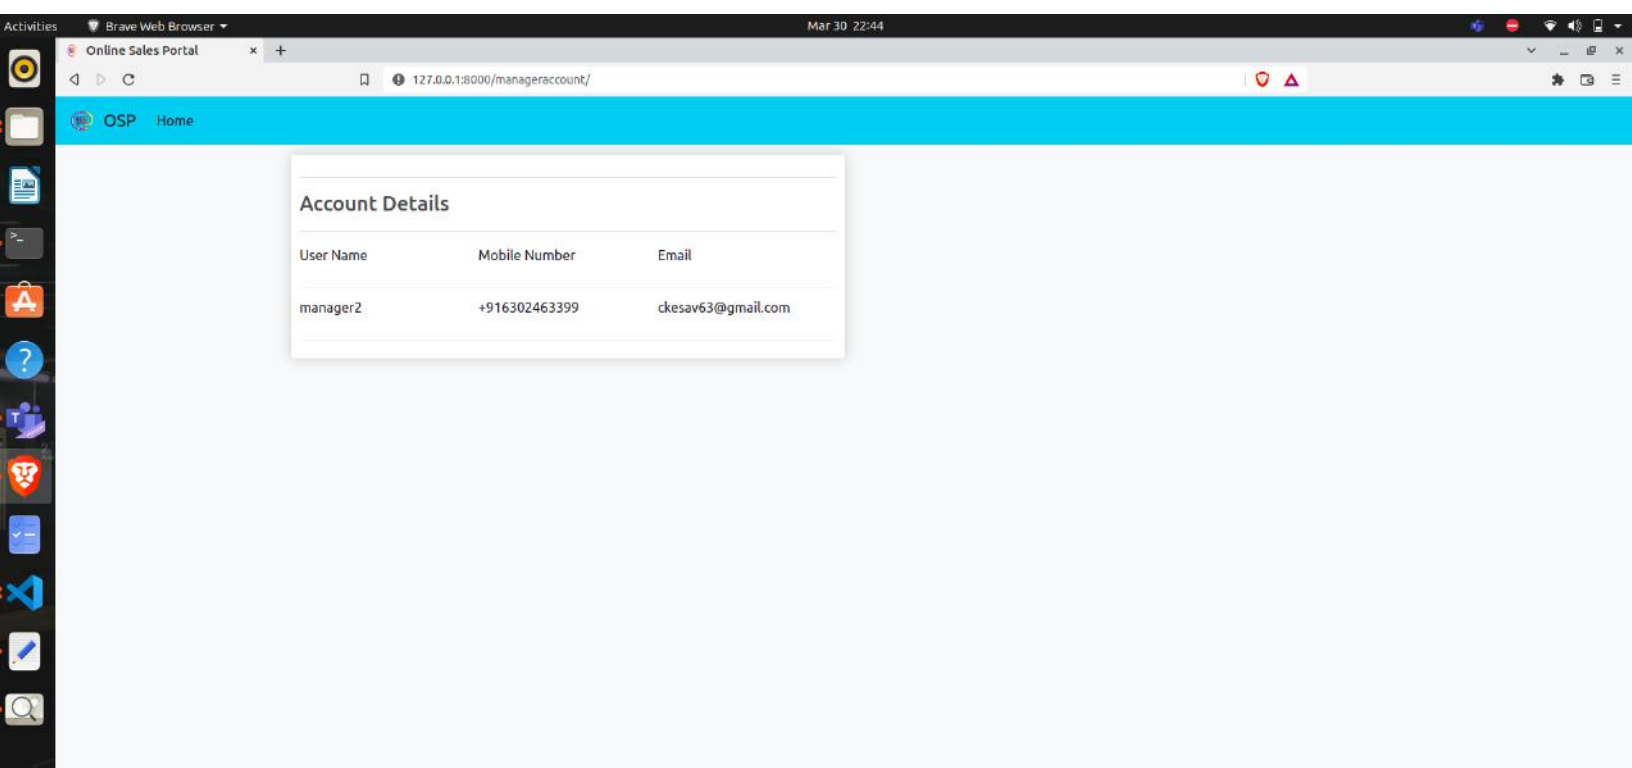 Activities Brave Web Browser Mar 30 22:44
Online Sales Portal
127.0.0.1:8000/manageraccount/
OSP Home
Account Details
User Name Mobile Number Email
manager2 +916302463399 ckesav63@gmail.com